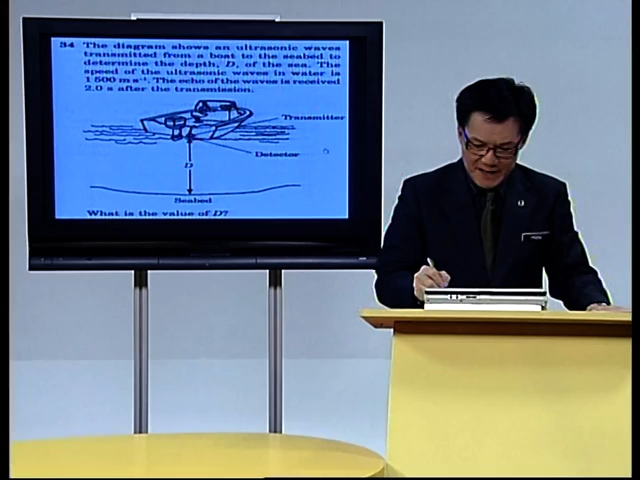 34 The diagram shows an ultrasonic waves
transmitted from a boat to the seabed to
determine the depth, D, of the sea. The
speed of the ultrasonic waves in water is
1 500 m s⁻¹. The echo of the waves is received
2.0 s after the transmission.
Transmitter
Detector
D
Seabed
What is the value of D?